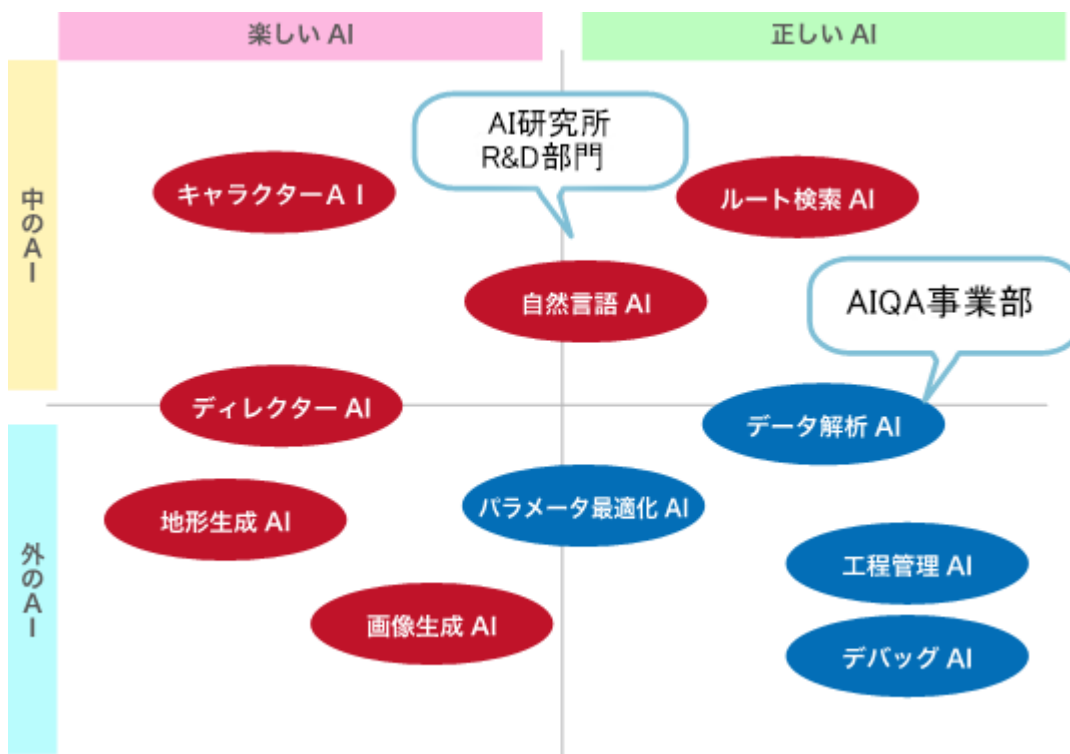 楽しい AI
正しい AI
中のAI
外のAI
AI研究所
R&D部門
キャラクターＡＩ
ルート検索 AI
自然言語 AI
AIQA事業部
ディレクター AI
データ解析 AI
地形生成 AI
パラメータ最適化 AI
工程管理 AI
画像生成 AI
デバッグ AI